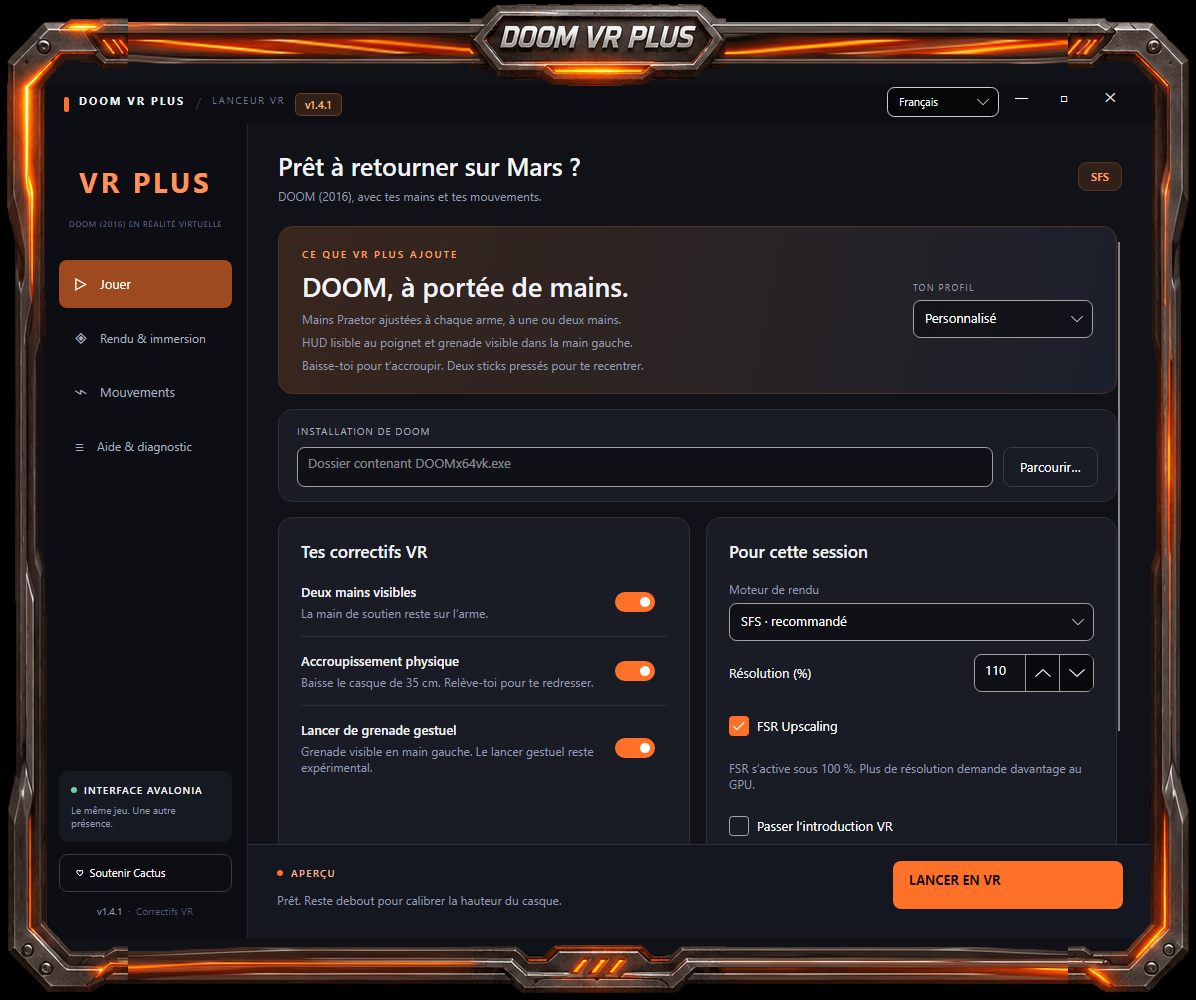 DOOM VR PLUS
DOOM VR PLUS / LANCEUR VR v1.4.1
Français
VR PLUS
DOOM (2016) EN RÉALITÉ VIRTUELLE
Jouer
Rendu & immersion
Mouvements
Aide & diagnostic
INTERFACE AVALONIA
Le même jeu. Une autre
présence.
Soutenir Cactus
v1.4.1 · Correctifs VR
Prêt à retourner sur Mars ?
DOOM (2016), avec tes mains et tes mouvements.
SFS
CE QUE VR PLUS AJOUTE
DOOM, à portée de mains.
Mains Praetor ajustées à chaque arme, à une ou deux mains.
HUD lisible au poignet et grenade visible dans la main gauche.
Baisse-toi pour t’accroupir. Deux sticks pressés pour te recentrer.
TON PROFIL
Personnalisé
INSTALLATION DE DOOM
Dossier contenant DOOMx64vk.exe
Parcourir...
Tes correctifs VR
Deux mains visibles
La main de soutien reste sur l’arme.
Accroupissement physique
Baisse le casque de 35 cm. Relève-toi pour te redresser.
Lancer de grenade gestuel
Grenade visible en main gauche. Le lancer gestuel reste
expérimental.
Pour cette session
Moteur de rendu
SFS · recommandé
Résolution (%)
110
FSR Upscaling
FSR s’active sous 100 %. Plus de résolution demande davantage au
GPU.
Passer l’introduction VR
APERÇU
Prêt. Reste debout pour calibrer la hauteur du casque.
LANCER EN VR